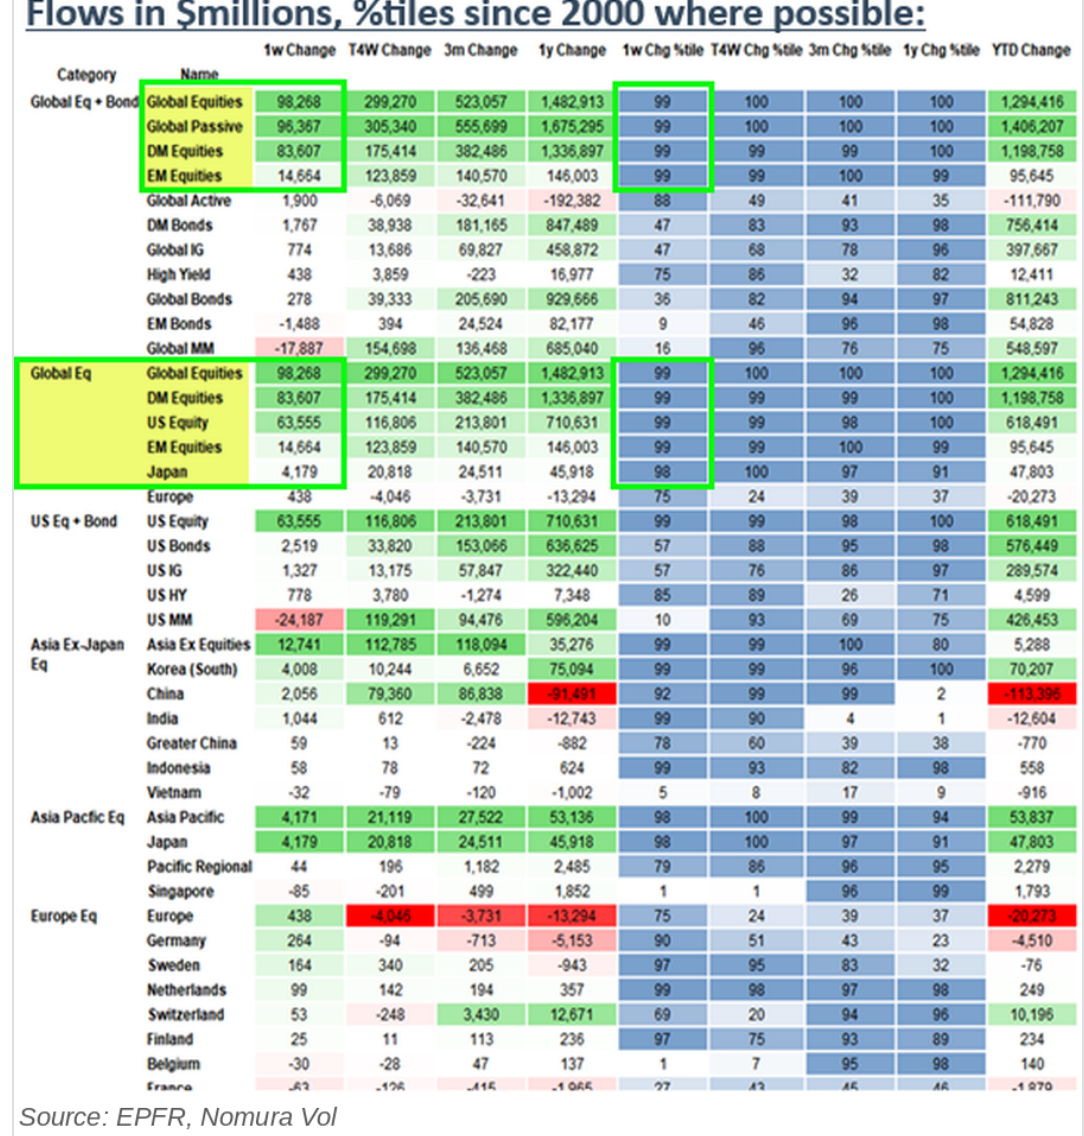 Flows in $millions, %tiles since 2000 where possible:
1w Change T4W Change 3m Change 1y Change 1w Chg %tile T4W Chg %tile 3m Chg %tile 1y Chg %tile YTD Change
Category Name
Global Eq + Bond Global Equities 98,268 299,270 523,057 1,482,913 99 100 100 100 1,294,416
Global Passive 96,367 305,340 555,699 1,675,295 99 100 100 100 1,406,207
DM Equities 83,607 175,414 382,486 1,336,897 99 99 99 100 1,198,758
EM Equities 14,664 123,859 140,570 146,003 99 99 100 99 95,645
Global Active 1,900 -6,069 -32,641 -192,382 88 49 41 35 -111,790
DM Bonds 1,767 38,938 181,165 847,489 47 83 93 98 756,414
Global IG 774 13,686 69,827 458,872 47 68 78 96 397,667
High Yield 438 3,859 -223 16,977 75 86 32 82 12,411
Global Bonds 278 39,333 205,690 929,666 36 82 94 97 811,243
EM Bonds -1,488 394 24,524 82,177 9 46 96 98 54,828
Global MM -17,887 154,698 136,468 685,040 16 96 76 75 548,597
Global Eq Global Equities 98,268 299,270 523,057 1,482,913 99 100 100 100 1,294,416
DM Equities 83,607 175,414 382,486 1,336,897 99 99 99 100 1,198,758
US Equity 63,555 116,806 213,801 710,631 99 99 98 100 618,491
EM Equities 14,664 123,859 140,570 146,003 99 99 100 99 95,645
Japan 4,179 20,818 24,511 45,918 98 100 97 91 47,803
Europe 438 -4,046 -3,731 -13,294 75 24 39 37 -20,273
US Eq + Bond US Equity 63,555 116,806 213,801 710,631 99 99 98 100 618,491
US Bonds 2,519 33,820 153,066 636,625 57 88 95 98 576,449
US IG 1,327 13,175 57,847 322,440 57 76 86 97 289,574
US HY 778 3,780 -1,274 7,348 85 89 26 71 4,599
US MM -24,187 119,291 94,476 596,204 10 93 69 75 426,453
Asia Ex-Japan Eq Asia Ex Equities 12,741 112,785 118,094 35,276 99 99 100 80 5,288
Korea (South) 4,008 10,244 6,652 75,094 99 99 96 100 70,207
China 2,056 79,360 86,838 -91,491 92 99 99 2 -113,396
India 1,044 612 -2,478 -12,743 99 90 4 1 -12,604
Greater China 59 13 -224 -882 78 60 39 38 -770
Indonesia 58 78 72 624 99 93 82 98 558
Vietnam -32 -79 -120 -1,002 5 8 17 9 -916
Asia Pacfic Eq Asia Pacific 4,171 21,119 27,522 53,136 98 100 99 94 53,837
Japan 4,179 20,818 24,511 45,918 98 100 97 91 47,803
Pacific Regional 44 196 1,182 2,485 79 86 96 95 2,279
Singapore -85 -201 499 1,852 1 1 96 99 1,793
Europe Eq Europe 438 -4,046 -3,731 -13,294 75 24 39 37 -20,273
Germany 264 -94 -713 -5,153 90 51 43 23 -4,510
Sweden 164 340 205 -943 97 95 83 32 -76
Netherlands 99 142 194 357 99 98 97 98 249
Switzerland 53 -248 3,430 12,671 69 20 94 96 10,196
Finland 25 11 113 236 97 75 93 89 234
Belgium -30 -28 47 137 1 7 95 98 140
France -63 -126 -415 -1,965 27 43 45 46 -1,879
Source: EPFR, Nomura Vol